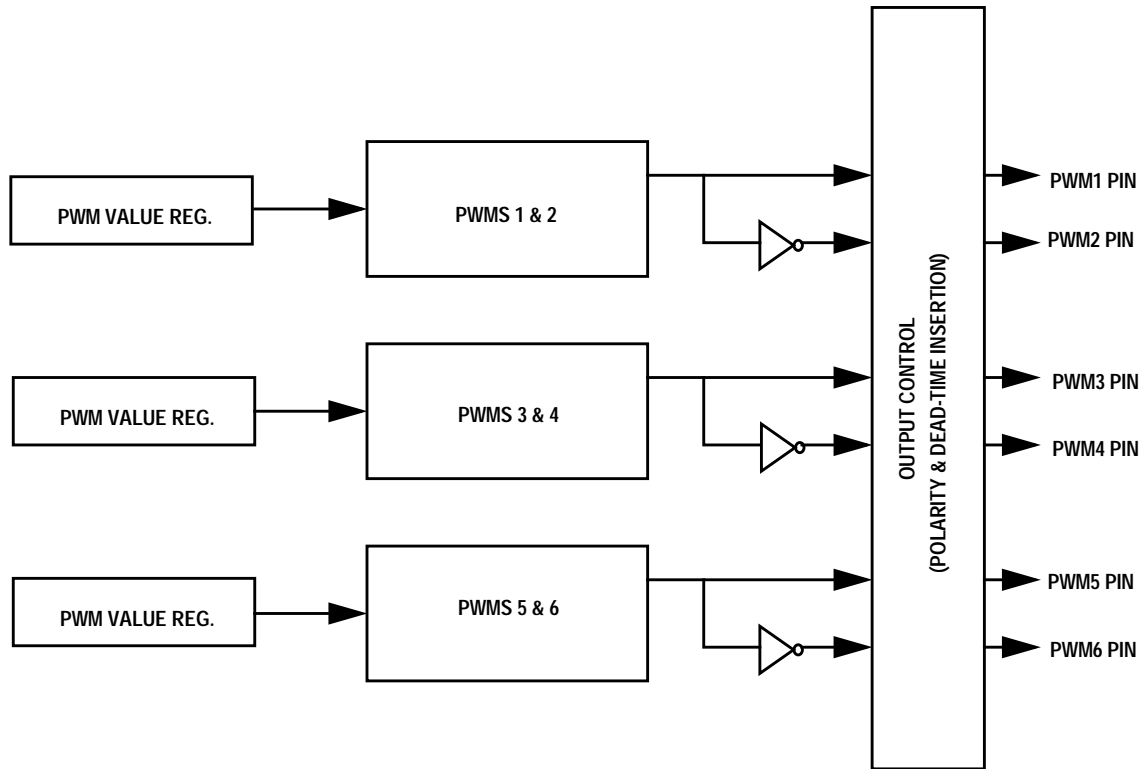 PWM VALUE REG.
PWMS 1 & 2
PWM1 PIN
PWM2 PIN
PWM VALUE REG.
PWMS 3 & 4
PWM3 PIN
PWM4 PIN
PWM VALUE REG.
PWMS 5 & 6
PWM5 PIN
PWM6 PIN
OUTPUT CONTROL
(POLARITY & DEAD-TIME INSERTION)